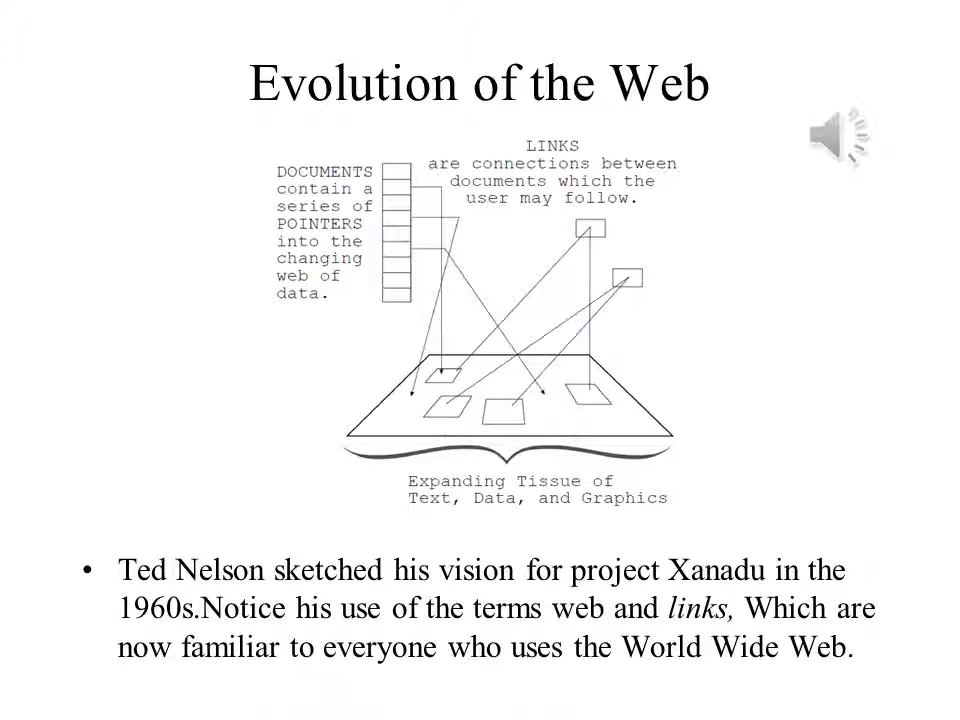 Evolution of the Web
DOCUMENTS
contain a
series of
POINTERS
into the
changing
web of
data.
LINKS
are connections between
documents which the
user may follow.
Expanding Tissue of
Text, Data, and Graphics
• Ted Nelson sketched his vision for project Xanadu in the
1960s.Notice his use of the terms web and links, Which are
now familiar to everyone who uses the World Wide Web.